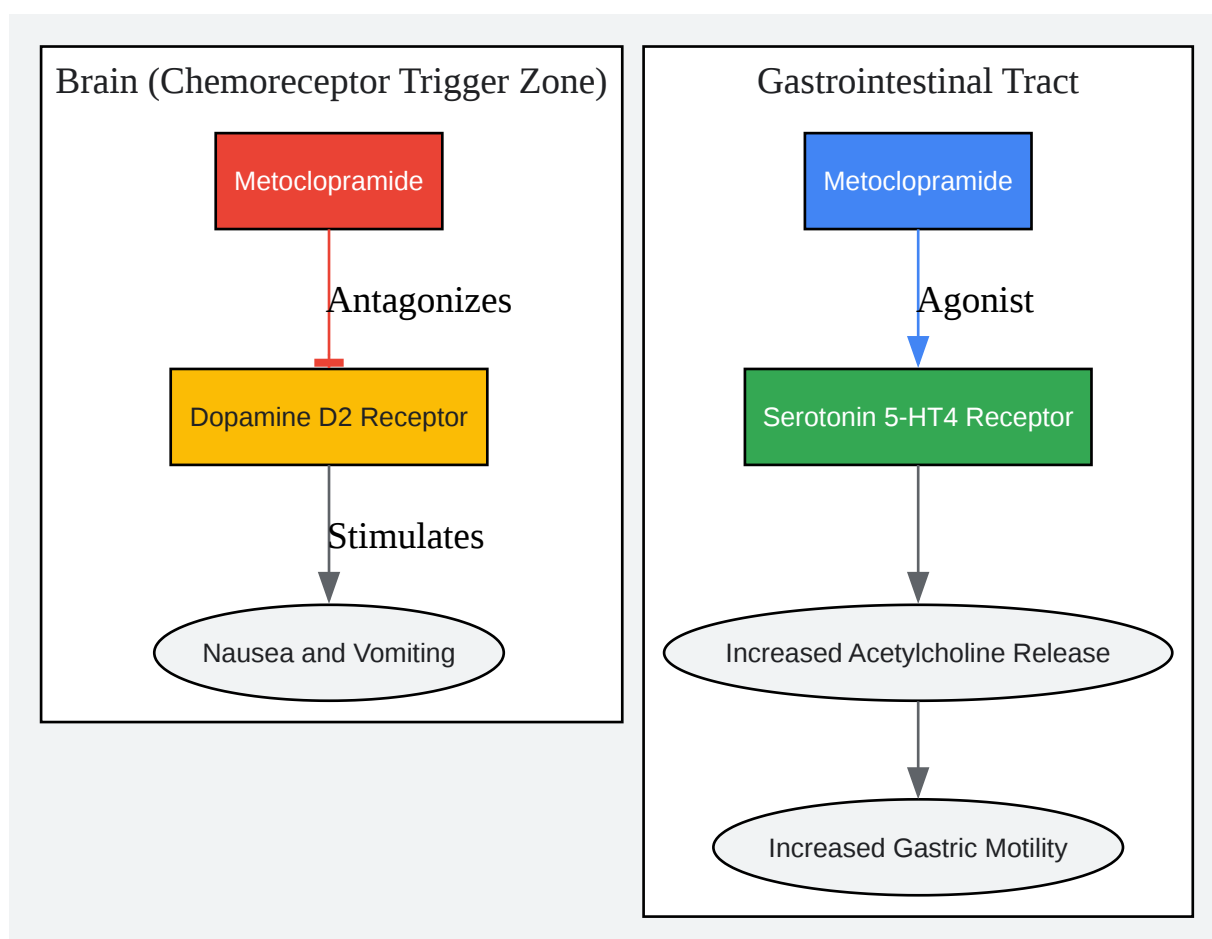 Brain (Chemoreceptor Trigger Zone)
Metoclopramide
Antagonizes
Dopamine D2 Receptor
Stimulates
Nausea and Vomiting
Gastrointestinal Tract
Metoclopramide
Agonist
Serotonin 5-HT4 Receptor
Increased Acetylcholine Release
Increased Gastric Motility